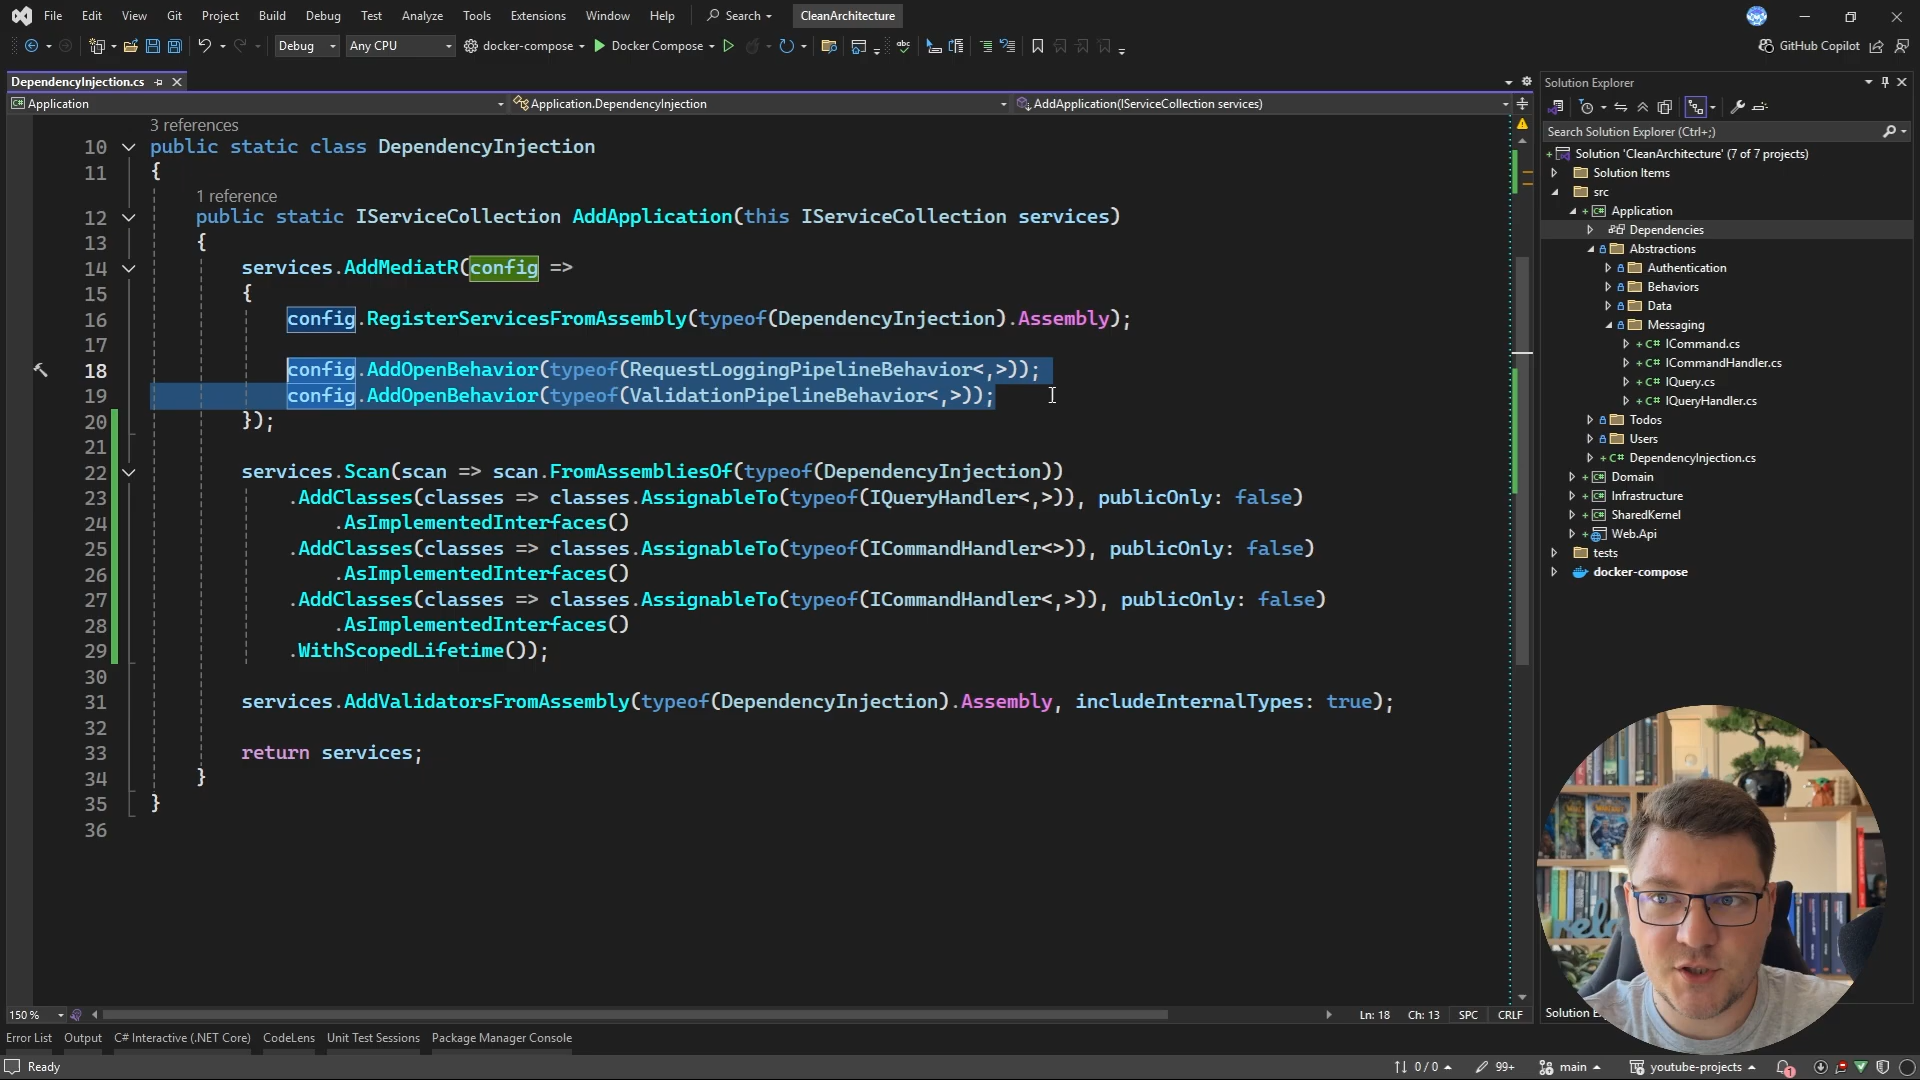 File Edit View Git Project Build Debug Test Analyze Tools Extensions Window Help Search CleanArchitecture
Debug Any CPU docker-compose Docker Compose GitHub Copilot
DependencyInjection.cs
Application Application.DependencyInjection AddApplication(IServiceCollection services)
3 references
10 public static class DependencyInjection
11 {
1 reference
12 public static IServiceCollection AddApplication(this IServiceCollection services)
13 {
14 services.AddMediatR(config =>
15 {
16 config.RegisterServicesFromAssembly(typeof(DependencyInjection).Assembly);
17
18 config.AddOpenBehavior(typeof(RequestLoggingPipelineBehavior<,>));
19 config.AddOpenBehavior(typeof(ValidationPipelineBehavior<,>));
20 });
21
22 services.Scan(scan => scan.FromAssembliesOf(typeof(DependencyInjection))
23 .AddClasses(classes => classes.AssignableTo(typeof(IQueryHandler<,>)), publicOnly: false)
24 .AsImplementedInterfaces()
25 .AddClasses(classes => classes.AssignableTo(typeof(ICommandHandler<>)), publicOnly: false)
26 .AsImplementedInterfaces()
27 .AddClasses(classes => classes.AssignableTo(typeof(ICommandHandler<,>)), publicOnly: false)
28 .AsImplementedInterfaces()
29 .WithScopedLifetime());
30
31 services.AddValidatorsFromAssembly(typeof(DependencyInjection).Assembly, includeInternalTypes: true);
32
33 return services;
34 }
35 }
36
150 % Ln: 18 Ch: 13 SPC CRLF
Solution Explorer
Search Solution Explorer (Ctrl+;)
Solution 'CleanArchitecture' (7 of 7 projects)
Solution Items
src
Application
Dependencies
Abstractions
Authentication
Behaviors
Data
Messaging
ICommand.cs
ICommandHandler.cs
IQuery.cs
IQueryHandler.cs
Todos
Users
DependencyInjection.cs
Domain
Infrastructure
SharedKernel
Web.Api
tests
docker-compose
Solution
Error List Output C# Interactive (.NET Core) CodeLens Unit Test Sessions Package Manager Console
Ready 0 / 0 99+ main youtube-projects 1